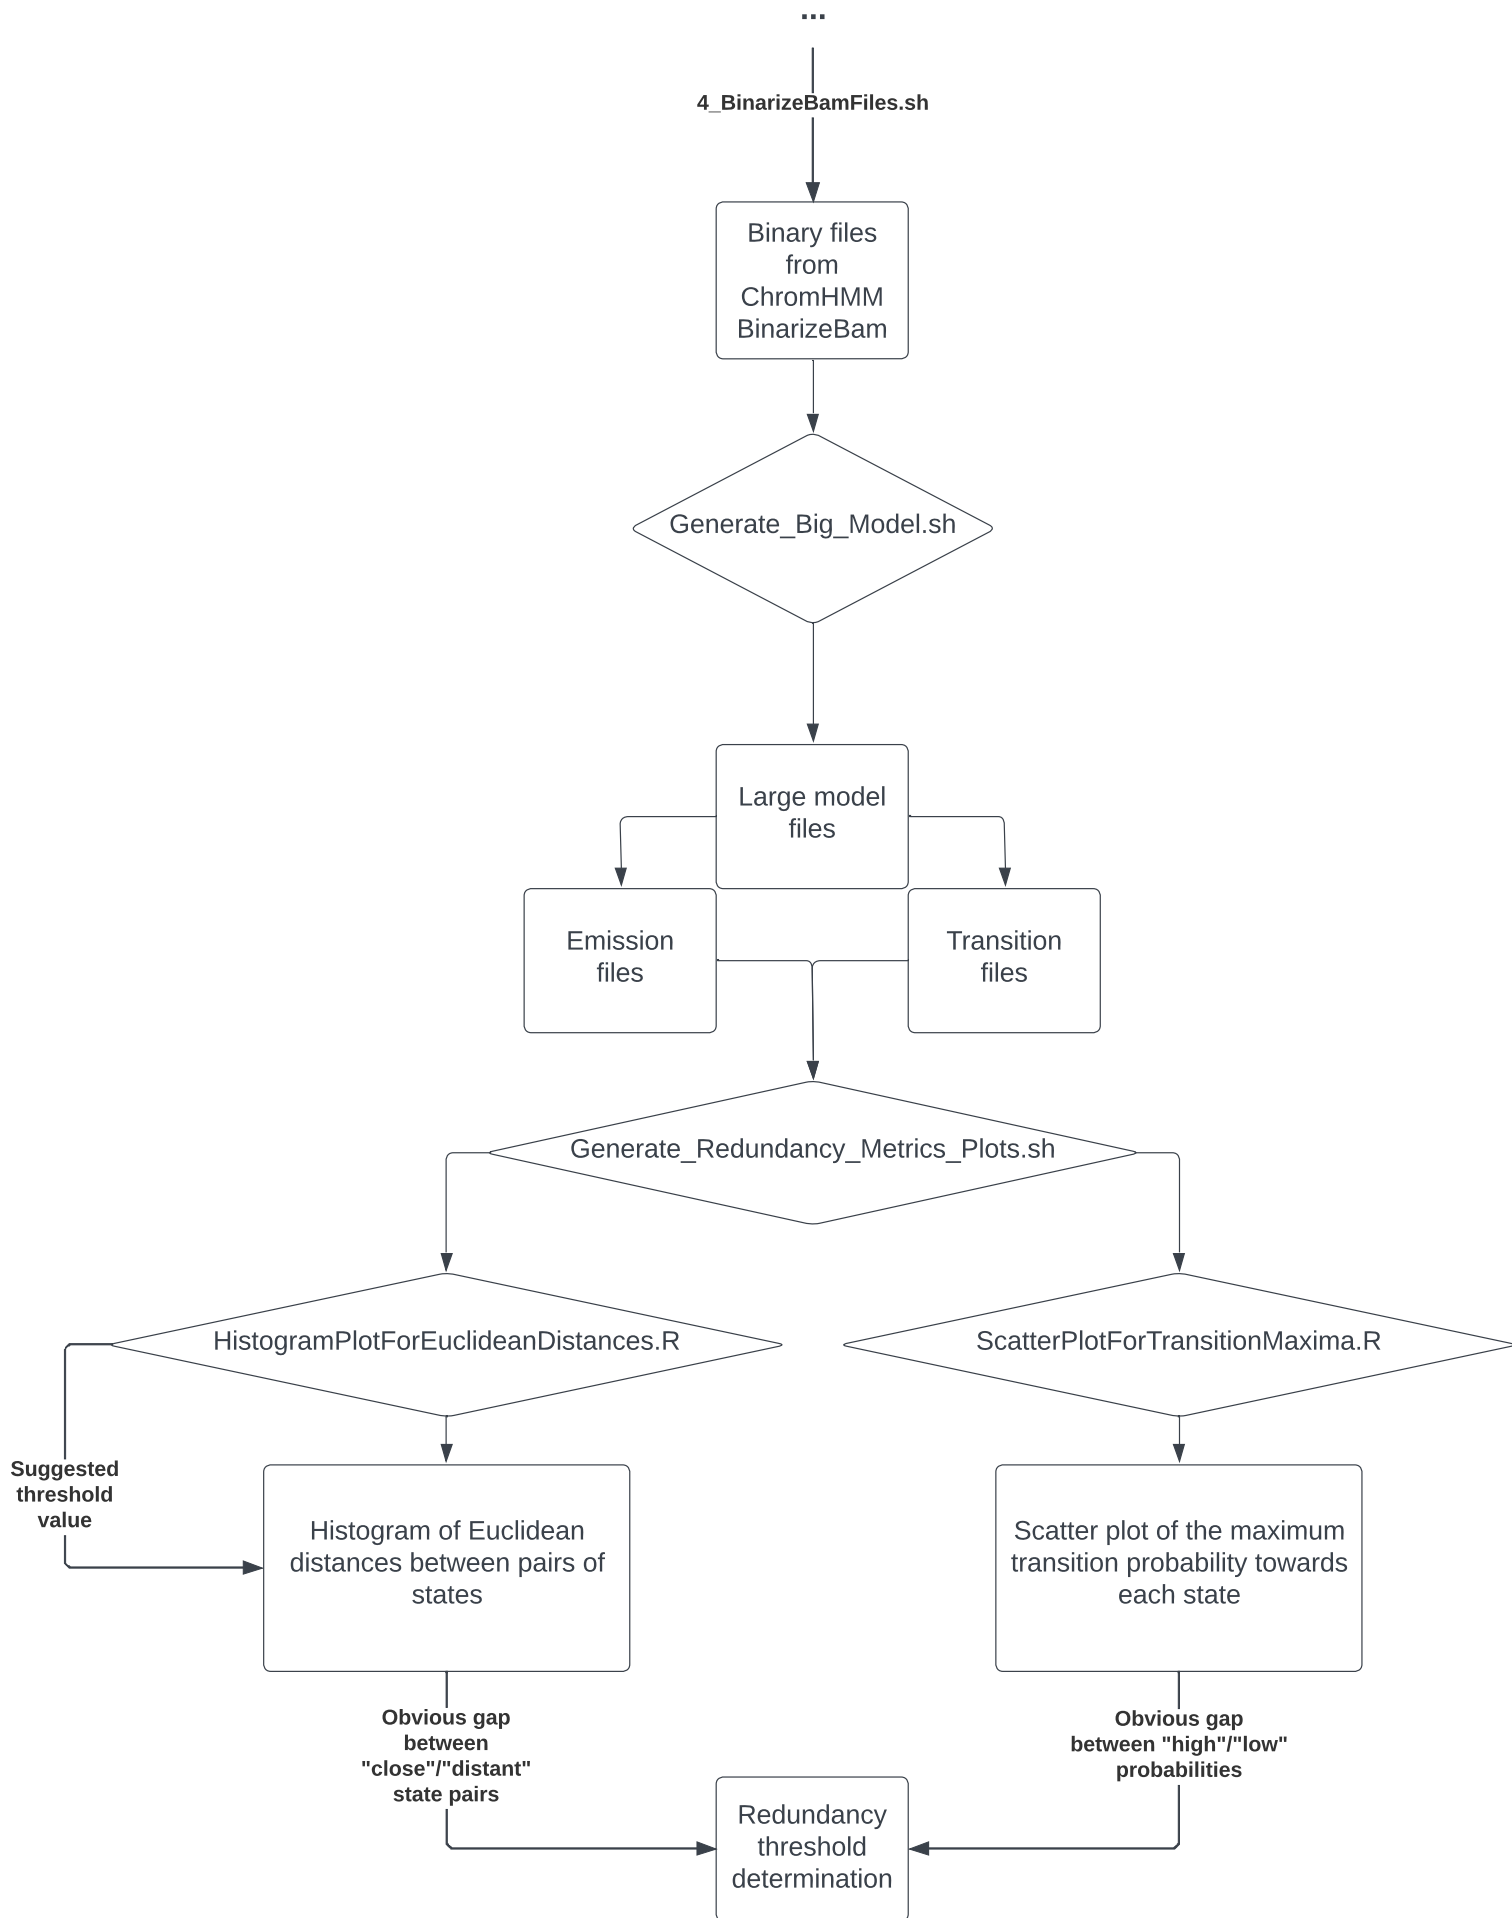 ...
4_BinarizeBamFiles.sh
Binary files
from
ChromHMM
BinarizeBam
Generate_Big_Model.sh
Large model
files
Emission
files
Transition
files
Generate_Redundancy_Metrics_Plots.sh
HistogramPlotForEuclideanDistances.R
ScatterPlotForTransitionMaxima.R
Suggested
threshold
value
Histogram of Euclidean
distances between pairs of
states
Scatter plot of the maximum
transition probability towards
each state
Obvious gap
between
"close"/"distant"
state pairs
Obvious gap
between "high"/"low"
probabilities
Redundancy
threshold
determination